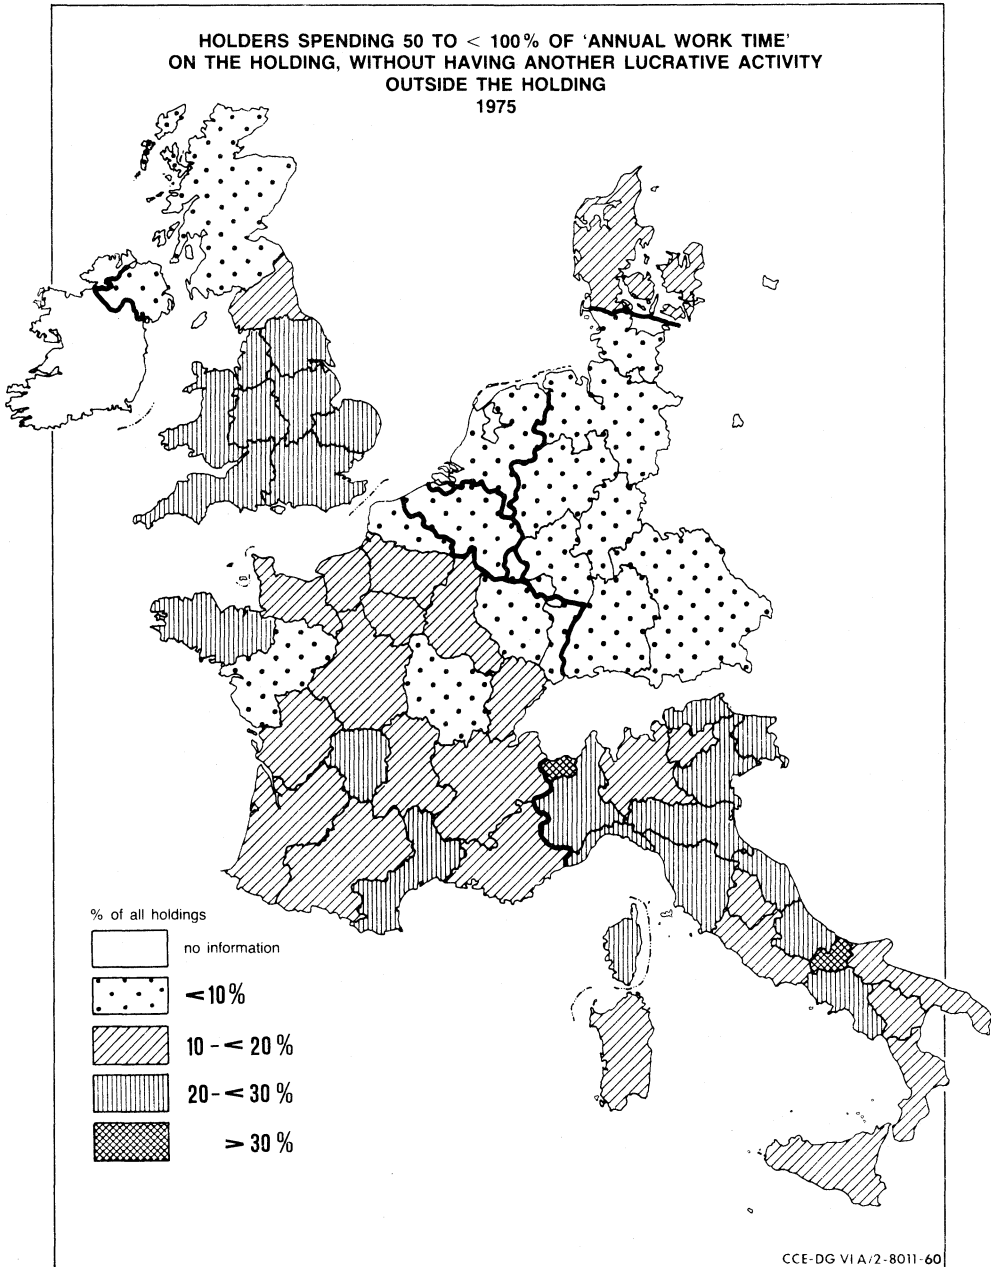 HOLDERS SPENDING 50 TO < 100% OF 'ANNUAL WORK TIME'
ON THE HOLDING, WITHOUT HAVING ANOTHER LUCRATIVE ACTIVITY
OUTSIDE THE HOLDING
1975
% of all holdings
no information
<10%
10 - < 20 %
20 - < 30 %
> 30 %
CCE-DG VI A/2-8011-60